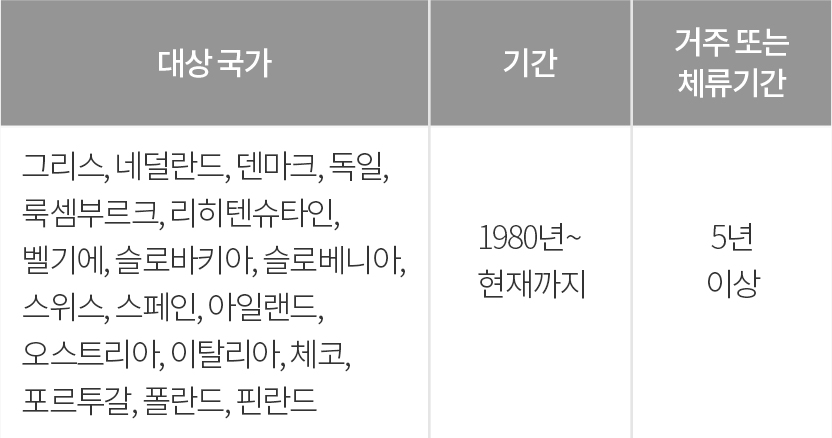 대상 국가
기간
거주 또는
체류기간
그리스, 네덜란드, 덴마크, 독일,
룩셈부르크, 리히텐슈타인,
벨기에, 슬로바키아, 슬로베니아,
스위스, 스페인, 아일랜드,
오스트리아, 이탈리아, 체코,
포르투갈, 폴란드, 핀란드
1980년~
현재까지
5년
이상